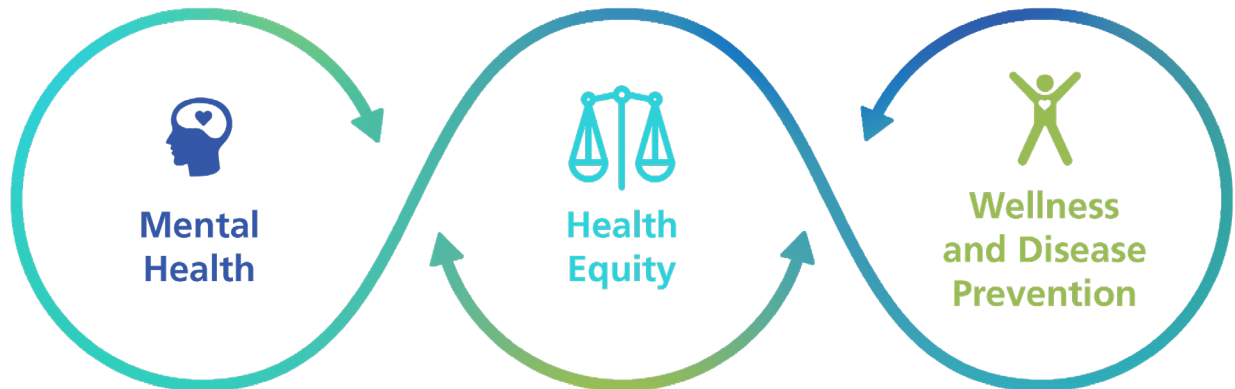 Mental
Health
Health
Equity
Wellness
and Disease
Prevention